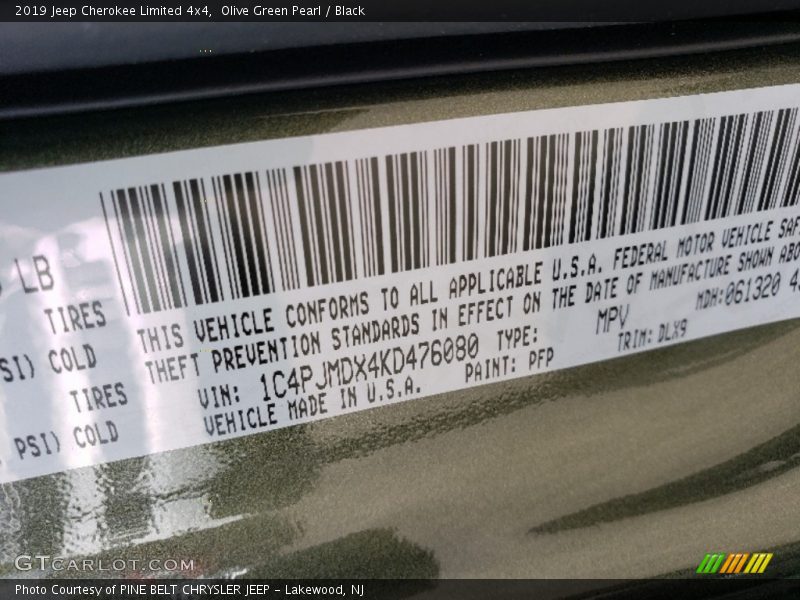 2019 Jeep Cherokee Limited 4x4,  Olive Green Pearl / Black
LB
TIRES
COLD
TIRES
PSI) COLD
THIS VEHICLE CONFORMS TO ALL APPLICABLE U.S.A. FEDERAL MOTOR VEHICLE SAF
THEFT PREVENTION STANDARDS IN EFFECT ON THE DATE OF MANUFACTURE SHOWN ABO
VIN: 1C4PJMDX4KD476080 TYPE: MPV MDH:061320 4
VEHICLE MADE IN U.S.A. PAINT: PFP TRIM: DLX9
GTCARLOT.COM
Photo Courtesy of PINE BELT CHRYSLER JEEP - Lakewood, NJ